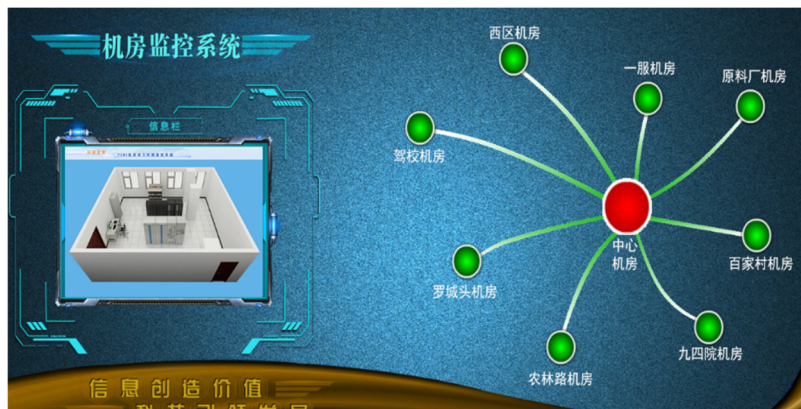 机房监控系统
信息栏
西区机房
一服机房
原料厂机房
驾校机房
中心
机房
百家村机房
罗城头机房
九四院机房
农林路机房
信息创造价值